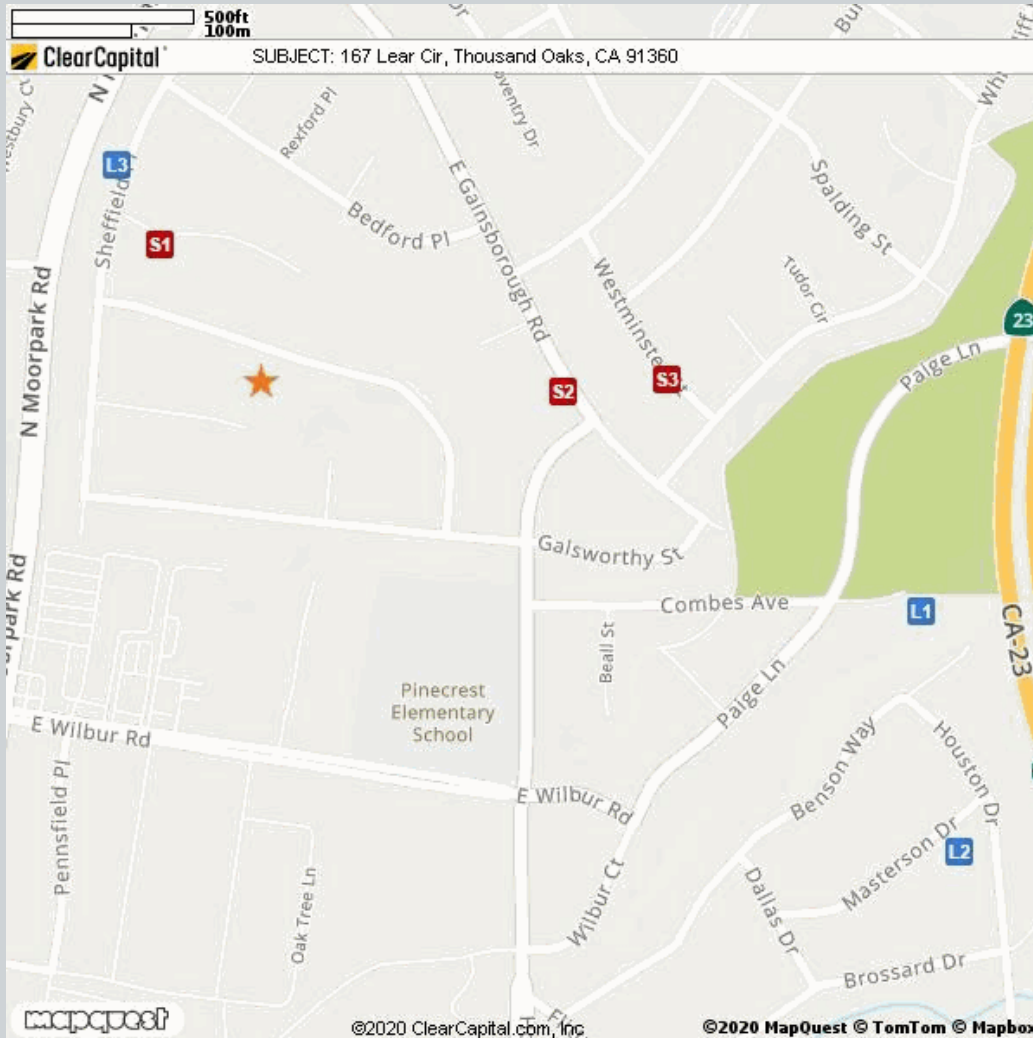 500ft
100m
ClearCapital
SUBJECT: 167 Lear Cir, Thousand Oaks, CA 91360
Rexford Pl
L3
Sheffield
E Gainsborough Rd
Spalding St
Bedford Pl
S1
Westminster
Tudor Cir
23
N Moorpark Rd
Paige Ln
S2
S3
Galsworthy St
Combes Ave
L1
CA-23
Beall St
Pinecrest
Elementary
School
Paige Ln
E Wilbur Rd
Benson Way
Houston Dr
E Wilbur Rd
Pennsfield Pl
L2
Masterson Dr
Oak Tree Ln
Wilbur Ct
Dallas Dr
Brossard Dr
mapquest
©2020 ClearCapital.com, Inc
©2020 MapQuest © TomTom © Mapbox